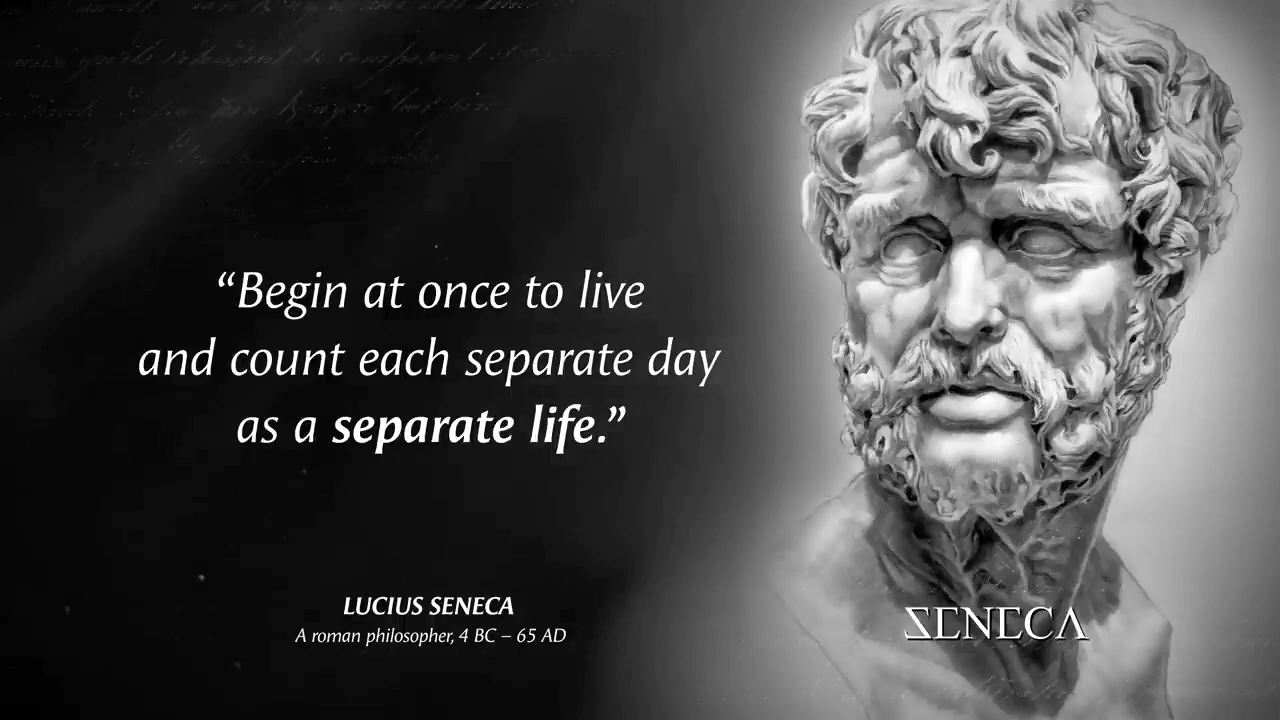 “Begin at once to live
and count each separate day
as a separate life.”
LUCIUS SENECA
A roman philosopher, 4 BC – 65 AD
SENECA